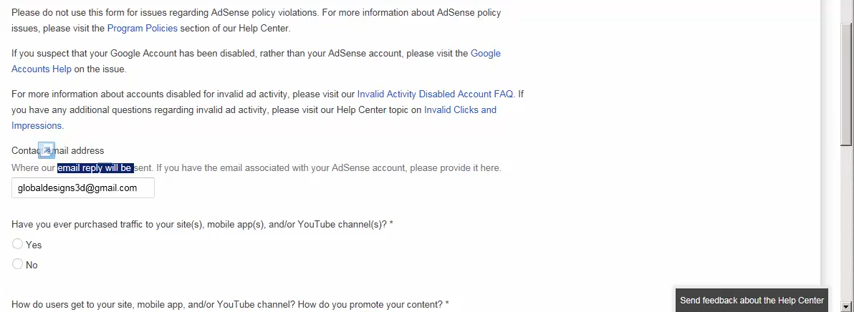 Please do not use this form for issues regarding AdSense policy violations. For more information about AdSense policy
issues, please visit the Program Policies section of our Help Center.
If you suspect that your Google Account has been disabled, rather than your AdSense account, please visit the Google
Accounts Help on the issue.
For more information about accounts disabled for invalid ad activity, please visit our Invalid Activity Disabled Account FAQ. If
you have any additional questions regarding invalid ad activity, please visit our Help Center topic on Invalid Clicks and
Impressions.
Contact email address
Where our email reply will be sent. If you have the email associated with your AdSense account, please provide it here.
globaldesigns3d@gmail.com
Have you ever purchased traffic to your site(s), mobile app(s), and/or YouTube channel(s)? *
Yes
No
Send feedback about the Help Center
How do users get to your site, mobile app, and/or YouTube channel? How do you promote your content? *